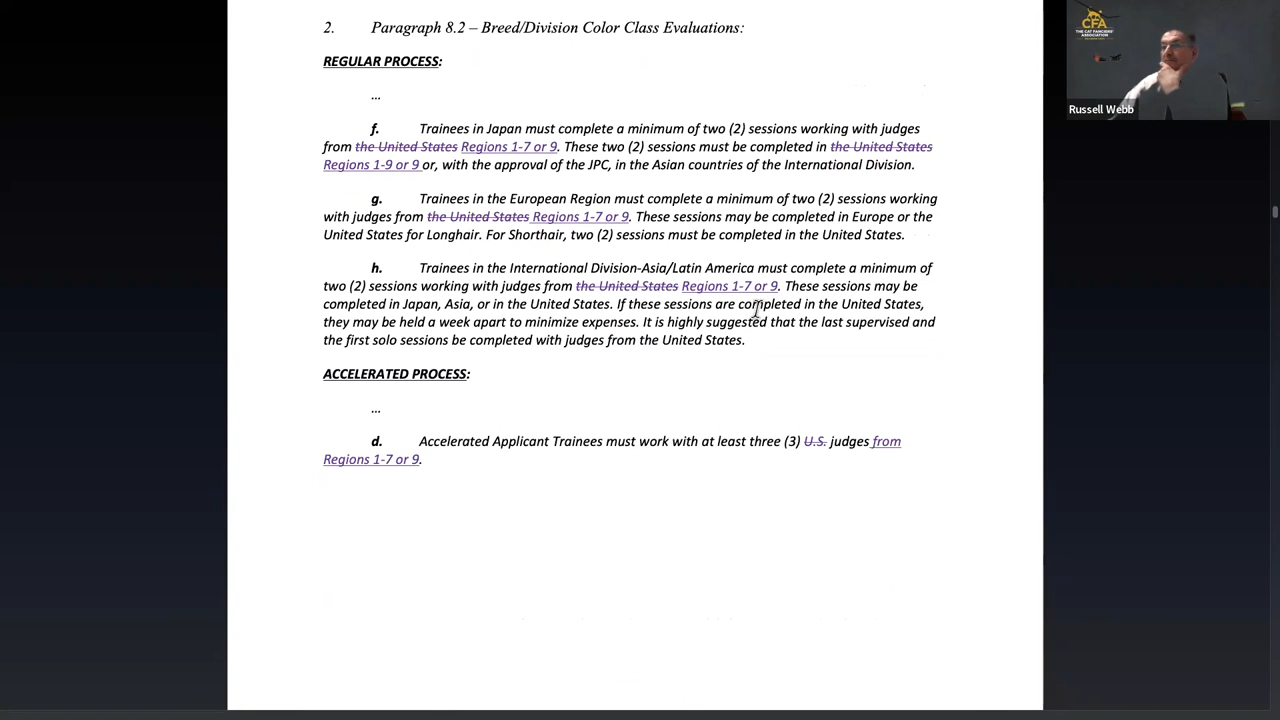 2. Paragraph 8.2 – Breed/Division Color Class Evaluations:
REGULAR PROCESS:
...
f. Trainees in Japan must complete a minimum of two (2) sessions working with judges
from the United States Regions 1-7 or 9. These two (2) sessions must be completed in the United States
Regions 1-9 or 9 or, with the approval of the JPC, in the Asian countries of the International Division.
g. Trainees in the European Region must complete a minimum of two (2) sessions working
with judges from the United States Regions 1-7 or 9. These sessions may be completed in Europe or the
United States for Longhair. For Shorthair, two (2) sessions must be completed in the United States.
h. Trainees in the International Division-Asia/Latin America must complete a minimum of
two (2) sessions working with judges from the United States Regions 1-7 or 9. These sessions may be
completed in Japan, Asia, or in the United States. If these sessions are completed in the United States,
they may be held a week apart to minimize expenses. It is highly suggested that the last supervised and
the first solo sessions be completed with judges from the United States.
ACCELERATED PROCESS:
...
d. Accelerated Applicant Trainees must work with at least three (3) U.S. judges from
Regions 1-7 or 9.
CFA
THE CAT FANCIERS'
ASSOCIATION
Russell Webb